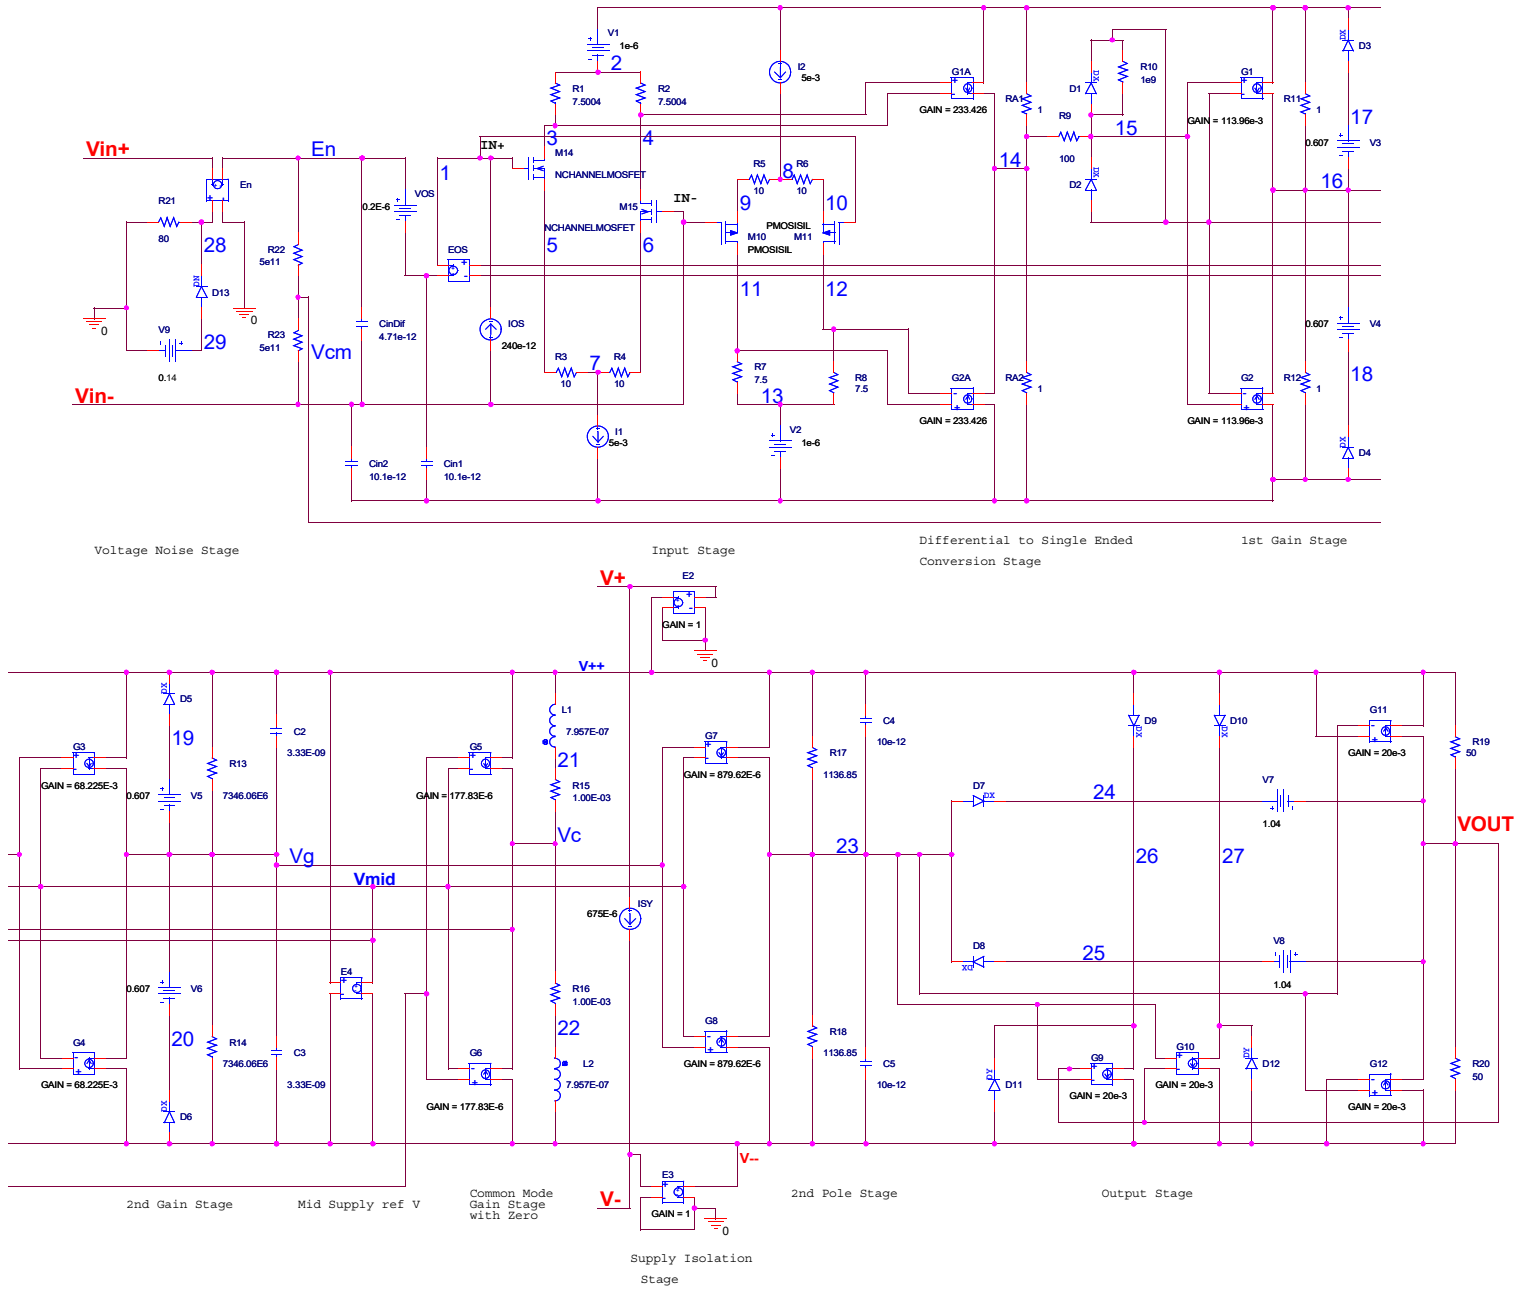 V1
1e-6
2
R1
7.5004
R2
7.5004
I2
5e-3
G1A
GAIN = 233.426
RA1
1
D1
DX
R10
1e9
R9
100
15
D2
DX
G1
GAIN = 113.96e-3
R11
1
D3
DX
17
0.607
V3
16
Vin+
En
En
R21
80
28
DN
D13
V9
29
0.14
0
0
R22
5e11
R23
5e11
Vcm
CinDif
4.71e-12
VOS
0.2E-6
1
EOS
IN+
3
4
M14
NCHANNELMOSFET
M15
IN-
NCHANNELMOSFET
5
6
IOS
240e-12
R3
10
7
R4
10
I1
5e-3
R5
10
8
R6
10
9
10
PMOSISIL
M10
M11
PMOSISIL
11
12
R7
7.5
R8
7.5
13
V2
1e-6
14
G2A
GAIN = 233.426
RA2
1
G2
GAIN = 113.96e-3
R12
1
0.607
V4
18
DX
D4
Vin-
Cin2
10.1e-12
Cin1
10.1e-12
Voltage Noise Stage
Input Stage
Differential to Single Ended
Conversion Stage
1st Gain Stage
V+
E2
GAIN = 1
0
V++
G3
GAIN = 68.225E-3
DX
D5
19
0.607
V5
R13
7346.06E6
C2
3.33E-09
Vg
Vmid
G5
GAIN = 177.83E-6
L1
7.957E-07
21
R15
1.00E-03
Vc
G7
GAIN = 879.62E-6
R17
1136.85
C4
10e-12
23
D9
DX
D10
DX
G11
GAIN = 20e-3
R19
50
D7
DX
24
V7
1.04
VOUT
26
27
675E-6
ISY
D8
DX
25
V8
1.04
0.607
V6
20
G4
GAIN = 68.225E-3
DX
D6
R14
7346.06E6
C3
3.33E-09
E4
G6
GAIN = 177.83E-6
R16
1.00E-03
22
L2
7.957E-07
G8
GAIN = 879.62E-6
R18
1136.85
C5
10e-12
DY
D11
G9
GAIN = 20e-3
G10
GAIN = 20e-3
DX
D12
G12
GAIN = 20e-3
R20
50
V--
E3
V-
GAIN = 1
0
2nd Gain Stage
Mid Supply ref V
Common Mode
Gain Stage
with Zero
2nd Pole Stage
Output Stage
Supply Isolation
Stage